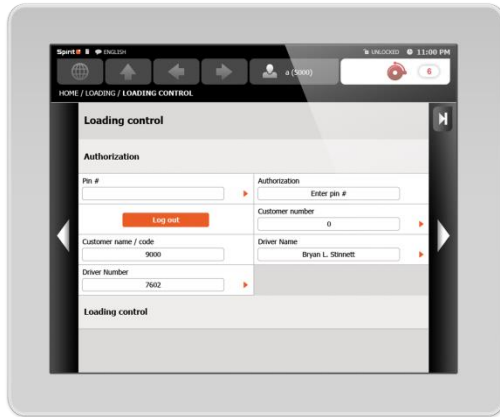 Spirit ENGLISH UNLOCKED 11:00 PM
a (5000) 6
HOME / LOADING / LOADING CONTROL
Loading control
Authorization
Pin # Authorization
Enter pin #
Log out Customer number
0
Customer name / code Driver Name
9000 Bryan L. Stinnett
Driver Number
7602
Loading control